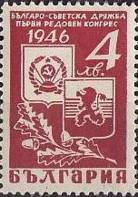 БЪЛГАРО-СЪВЕТСКА ДРУЖБА
ПЪРВИ РЕДОВЕН КОНГРЕС
1946
4
ЛВ.
БЪЛГАРИЯ